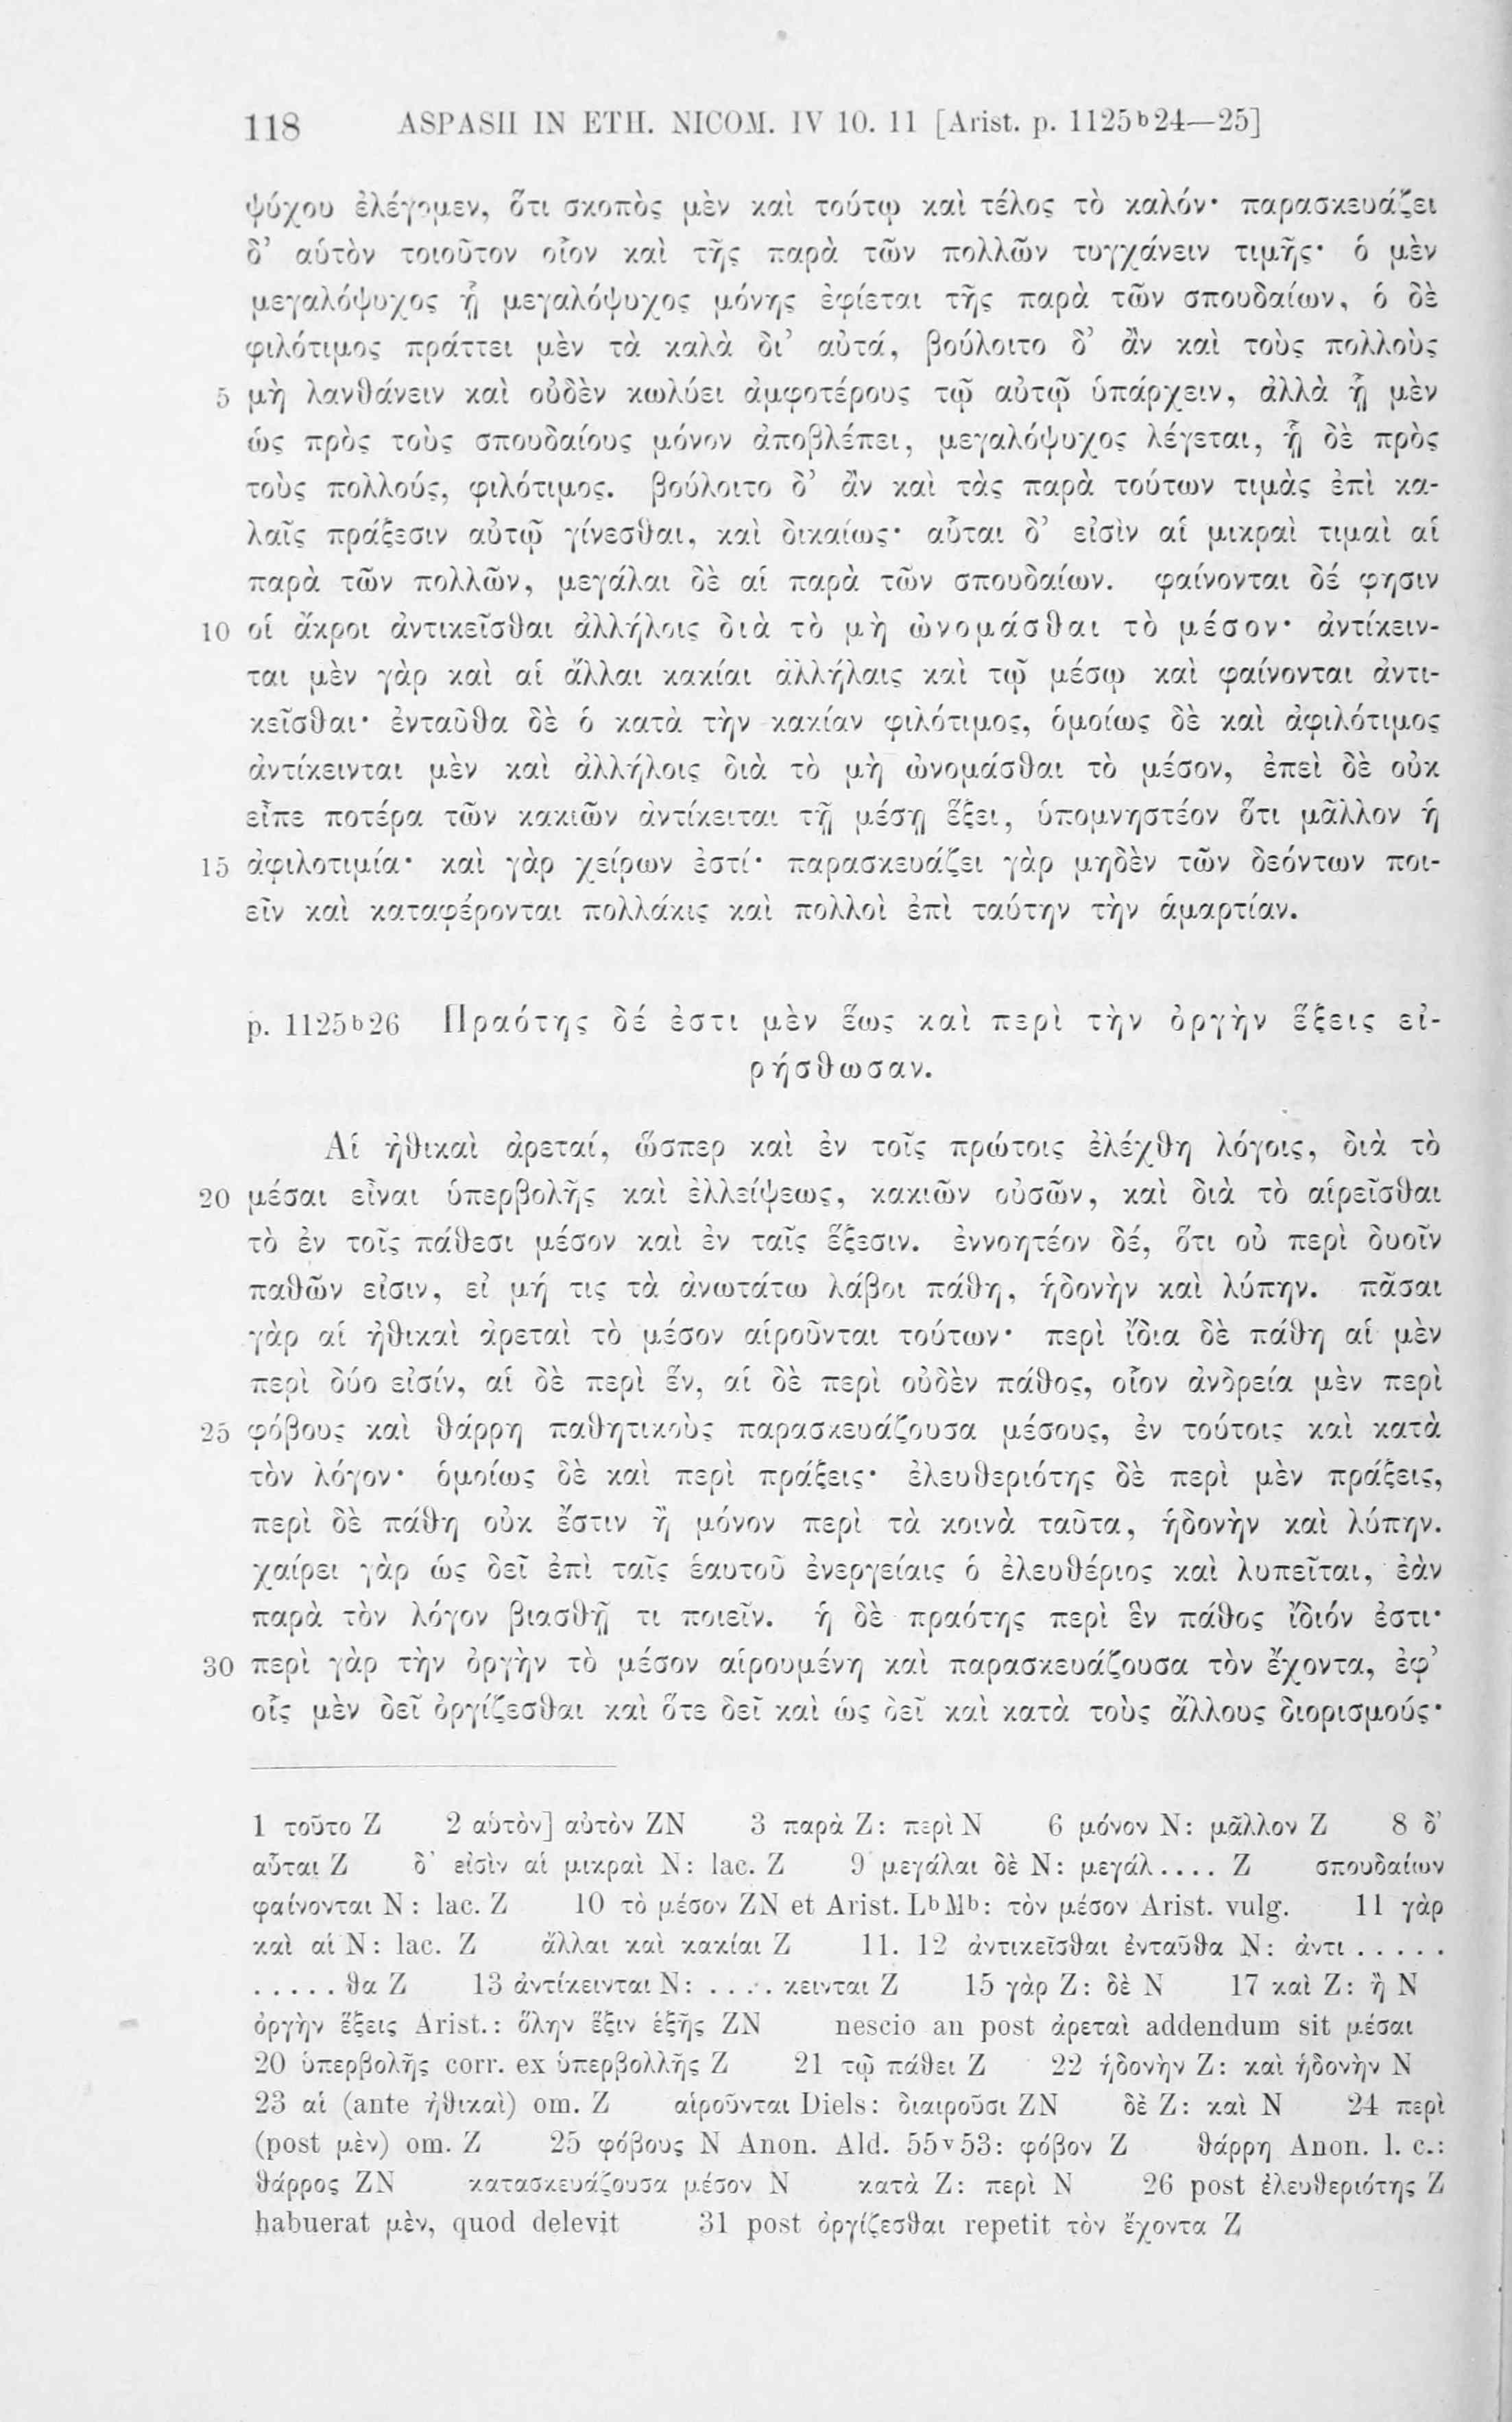 118 ASPASII IN ETH. NICOM. IV 10. 11 [Arist. p. 1125ᵇ24—25]
ψύχου ἐλέγομεν, ὅτι σκοπὸς μὲν καὶ τούτῳ καὶ τέλος τὸ καλόν· παρασκευάζει
δ’ αὑτὸν τοιοῦτον οἷον καὶ τῆς παρὰ τῶν πολλῶν τυγχάνειν τιμῆς· ὁ μὲν
μεγαλόψυχος ᾗ μεγαλόψυχος μόνης ἐφίεται τῆς παρὰ τῶν σπουδαίων, ὁ δὲ
φιλότιμος πράττει μὲν τὰ καλὰ δι’ αὐτά, βούλοιτο δ’ ἂν καὶ τοὺς πολλοὺς
5 μὴ λανθάνειν καὶ οὐδὲν κωλύει ἀμφοτέρους τῷ αὐτῷ ὑπάρχειν, ἀλλὰ ᾗ μὲν
ὡς πρὸς τοὺς σπουδαίους μόνον ἀποβλέπει, μεγαλόψυχος λέγεται, ᾗ δὲ πρὸς
τοὺς πολλούς, φιλότιμος. βούλοιτο δ’ ἂν καὶ τὰς παρὰ τούτων τιμὰς ἐπὶ κα-
λαῖς πράξεσιν αὐτῷ γίνεσθαι, καὶ δικαίως· αὗται δ’ εἰσὶν αἱ μικραὶ τιμαὶ αἱ
παρὰ τῶν πολλῶν, μεγάλαι δὲ αἱ παρὰ τῶν σπουδαίων. φαίνονται δέ φησιν
10 οἱ ἄκροι ἀντικεῖσθαι ἀλλήλοις διὰ τὸ μὴ ὠνομάσθαι τὸ μέσον· ἀντίκειν-
ται μὲν γὰρ καὶ αἱ ἄλλαι κακίαι ἀλλήλαις καὶ τῷ μέσῳ καὶ φαίνονται ἀντι-
κεῖσθαι· ἐνταῦθα δὲ ὁ κατὰ τὴν κακίαν φιλότιμος, ὁμοίως δὲ καὶ ἀφιλότιμος
ἀντίκεινται μὲν καὶ ἀλλήλοις διὰ τὸ μὴ ὠνομάσθαι τὸ μέσον, ἐπεὶ δὲ οὐκ
εἶπε ποτέρα τῶν κακιῶν ἀντίκειται τῇ μέσῃ ἕξει, ὑπομνηστέον ὅτι μᾶλλον ἡ
15 ἀφιλοτιμία· καὶ γὰρ χείρων ἐστί· παρασκευάζει γὰρ μηδὲν τῶν δεόντων ποι-
εῖν καὶ καταφέρονται πολλάκις καὶ πολλοὶ ἐπὶ ταύτην τὴν ἁμαρτίαν.
p. 1125ᵇ26 Πραότης δέ ἐστι μὲν ἕως καὶ περὶ τὴν ὀργὴν ἕξεις εἰ-
ρήσθωσαν.
Αἱ ἠθικαὶ ἀρεταί, ὥσπερ καὶ ἐν τοῖς πρώτοις ἐλέχθη λόγοις, διὰ τὸ
20 μέσαι εἶναι ὑπερβολῆς καὶ ἐλλείψεως, κακιῶν οὐσῶν, καὶ διὰ τὸ αἱρεῖσθαι
τὸ ἐν τοῖς πάθεσι μέσον καὶ ἐν ταῖς ἕξεσιν. ἐννοητέον δέ, ὅτι οὐ περὶ δυοῖν
παθῶν εἰσιν, εἰ μή τις τὰ ἀνωτάτω λάβοι πάθη, ἡδονὴν καὶ λύπην. πᾶσαι
γὰρ αἱ ἠθικαὶ ἀρεταὶ τὸ μέσον αἱροῦνται τούτων· περὶ ἴδια δὲ πάθη αἱ μὲν
περὶ δύο εἰσίν, αἱ δὲ περὶ ἕν, αἱ δὲ περὶ οὐδὲν πάθος, οἷον ἀνδρεία μὲν περὶ
25 φόβους καὶ θάρρη παθητικοὺς παρασκευάζουσα μέσους, ἐν τούτοις καὶ κατὰ
τὸν λόγον· ὁμοίως δὲ καὶ περὶ πράξεις· ἐλευθεριότης δὲ περὶ μὲν πράξεις,
περὶ δὲ πάθη οὐκ ἔστιν ἢ μόνον περὶ τὰ κοινὰ ταῦτα, ἡδονὴν καὶ λύπην.
χαίρει γὰρ ὡς δεῖ ἐπὶ ταῖς ἑαυτοῦ ἐνεργείαις ὁ ἐλευθέριος καὶ λυπεῖται, ἐὰν
παρὰ τὸν λόγον βιασθῇ τι ποιεῖν. ἡ δὲ πραότης περὶ ἓν πάθος ἴδιόν ἐστι·
30 περὶ γὰρ τὴν ὀργὴν τὸ μέσον αἱρουμένη καὶ παρασκευάζουσα τὸν ἔχοντα, ἐφ’
οἷς μὲν δεῖ ὀργίζεσθαι καὶ ὅτε δεῖ καὶ ὡς δεῖ καὶ κατὰ τοὺς ἄλλους διορισμούς·
1 τοῦτο Z 2 αὑτὸν] αὐτὸν ZN 3 παρὰ Z: περὶ N 6 μόνον N: μᾶλλον Z 8 δ’
αὗται Z δ’ εἰσὶν αἱ μικραὶ N: lac. Z 9 μεγάλαι δὲ N: μεγάλ.... Z σπουδαίων
φαίνονται N: lac. Z 10 τὸ μέσον ZN et Arist. LᵇMᵇ: τὸν μέσον Arist. vulg. 11 γὰρ
καὶ αἱ N: lac. Z ἄλλαι καὶ κακίαι Z 11. 12 ἀντικεῖσθαι ἐνταῦθα N: ἀντι.....
.....θα Z 13 ἀντίκεινται N: ....κεινται Z 15 γὰρ Z: δὲ N 17 καὶ Z: ἢ N
ὀργὴν ἕξεις Arist.: ὅλην ἕξιν ἑξῆς ZN nescio an post ἀρεταὶ addendum sit μέσαι
20 ὑπερβολῆς corr. ex ὑπερβολλῆς Z 21 τῷ πάθει Z 22 ἡδονὴν Z: καὶ ἡδονὴν N
23 αἱ (ante ἠθικαὶ) om. Z αἱροῦνται Diels: διαιροῦσι ZN δὲ Z: καὶ N 24 περὶ
(post μὲν) om. Z 25 φόβους N Anon. Ald. 55ᵛ53: φόβον Z θάρρη Anon. l. c.:
θάρρος ZN κατασκευάζουσα μέσον N κατὰ Z: περὶ N 26 post ἐλευθεριότης Z
habuerat μὲν, quod delevit 31 post ὀργίζεσθαι repetit τὸν ἔχοντα Z